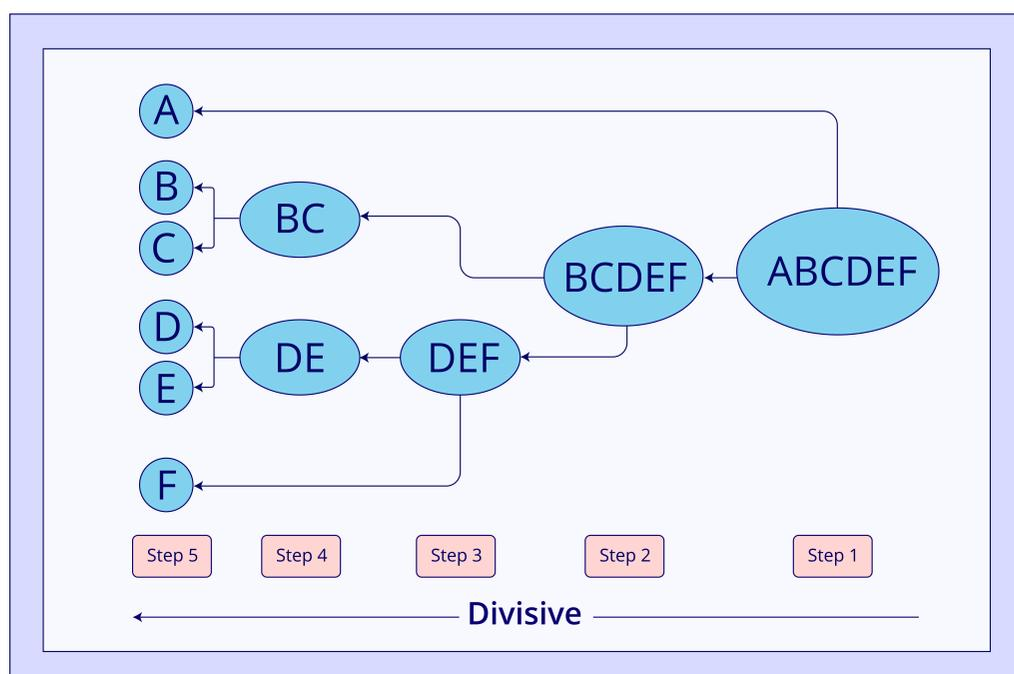 A
B
BC
C
BCDEF
ABCDEF
D
DE
DEF
E
F
Step 5
Step 4
Step 3
Step 2
Step 1
Divisive